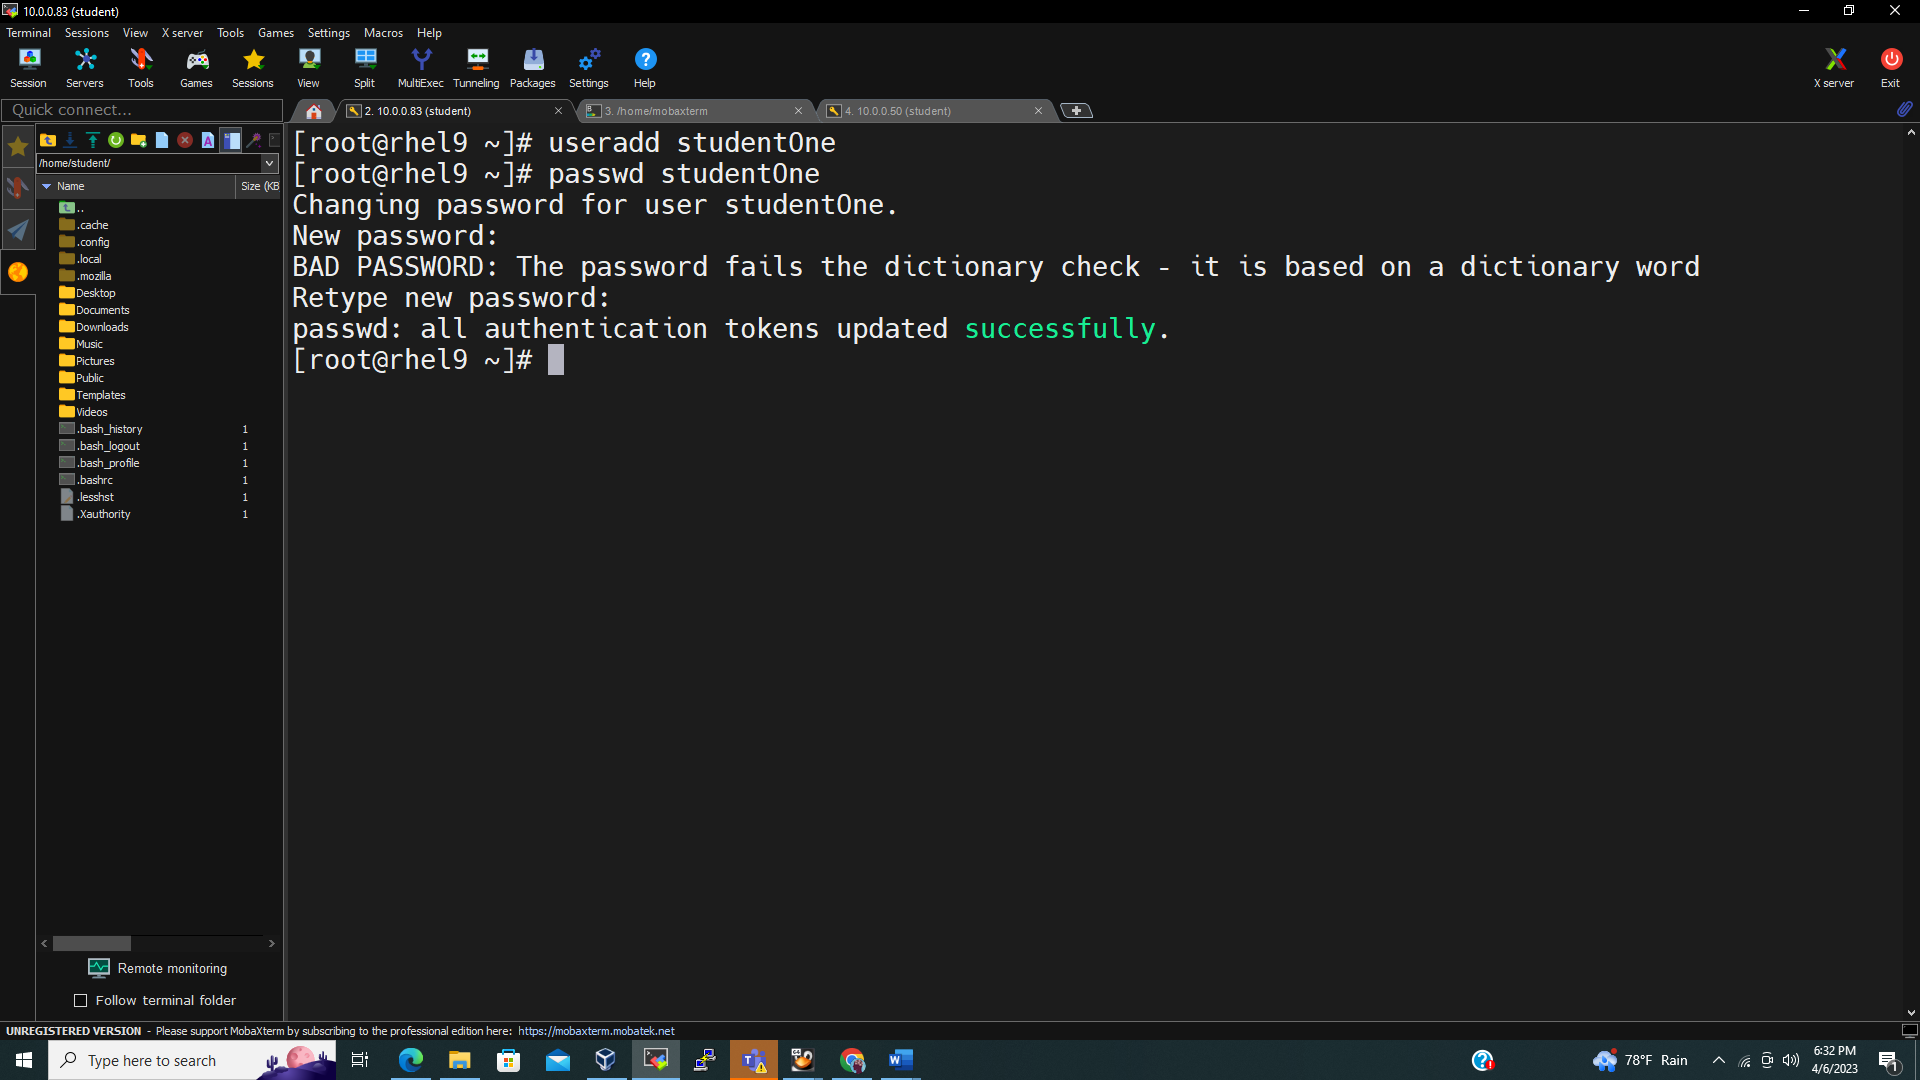 10.0.0.83 (student)
Terminal Sessions View X server Tools Games Settings Macros Help
Session Servers Tools Games Sessions View Split MultiExec Tunneling Packages Settings Help X server Exit
Quick connect...
2. 10.0.0.83 (student)
3. /home/mobaxterm
4. 10.0.0.50 (student)
/home/student/
Name Size (KB
..
.cache
.config
.local
.mozilla
Desktop
Documents
Downloads
Music
Pictures
Public
Templates
Videos
.bash_history 1
.bash_logout 1
.bash_profile 1
.bashrc 1
.lesshst 1
.Xauthority 1
Remote monitoring
Follow terminal folder
[root@rhel9 ~]# useradd studentOne
[root@rhel9 ~]# passwd studentOne
Changing password for user studentOne.
New password:
BAD PASSWORD: The password fails the dictionary check - it is based on a dictionary word
Retype new password:
passwd: all authentication tokens updated successfully.
[root@rhel9 ~]#
UNREGISTERED VERSION - Please support MobaXterm by subscribing to the professional edition here: https://mobaxterm.mobatek.net
Type here to search
78°F Rain
6:32 PM
4/6/2023
1